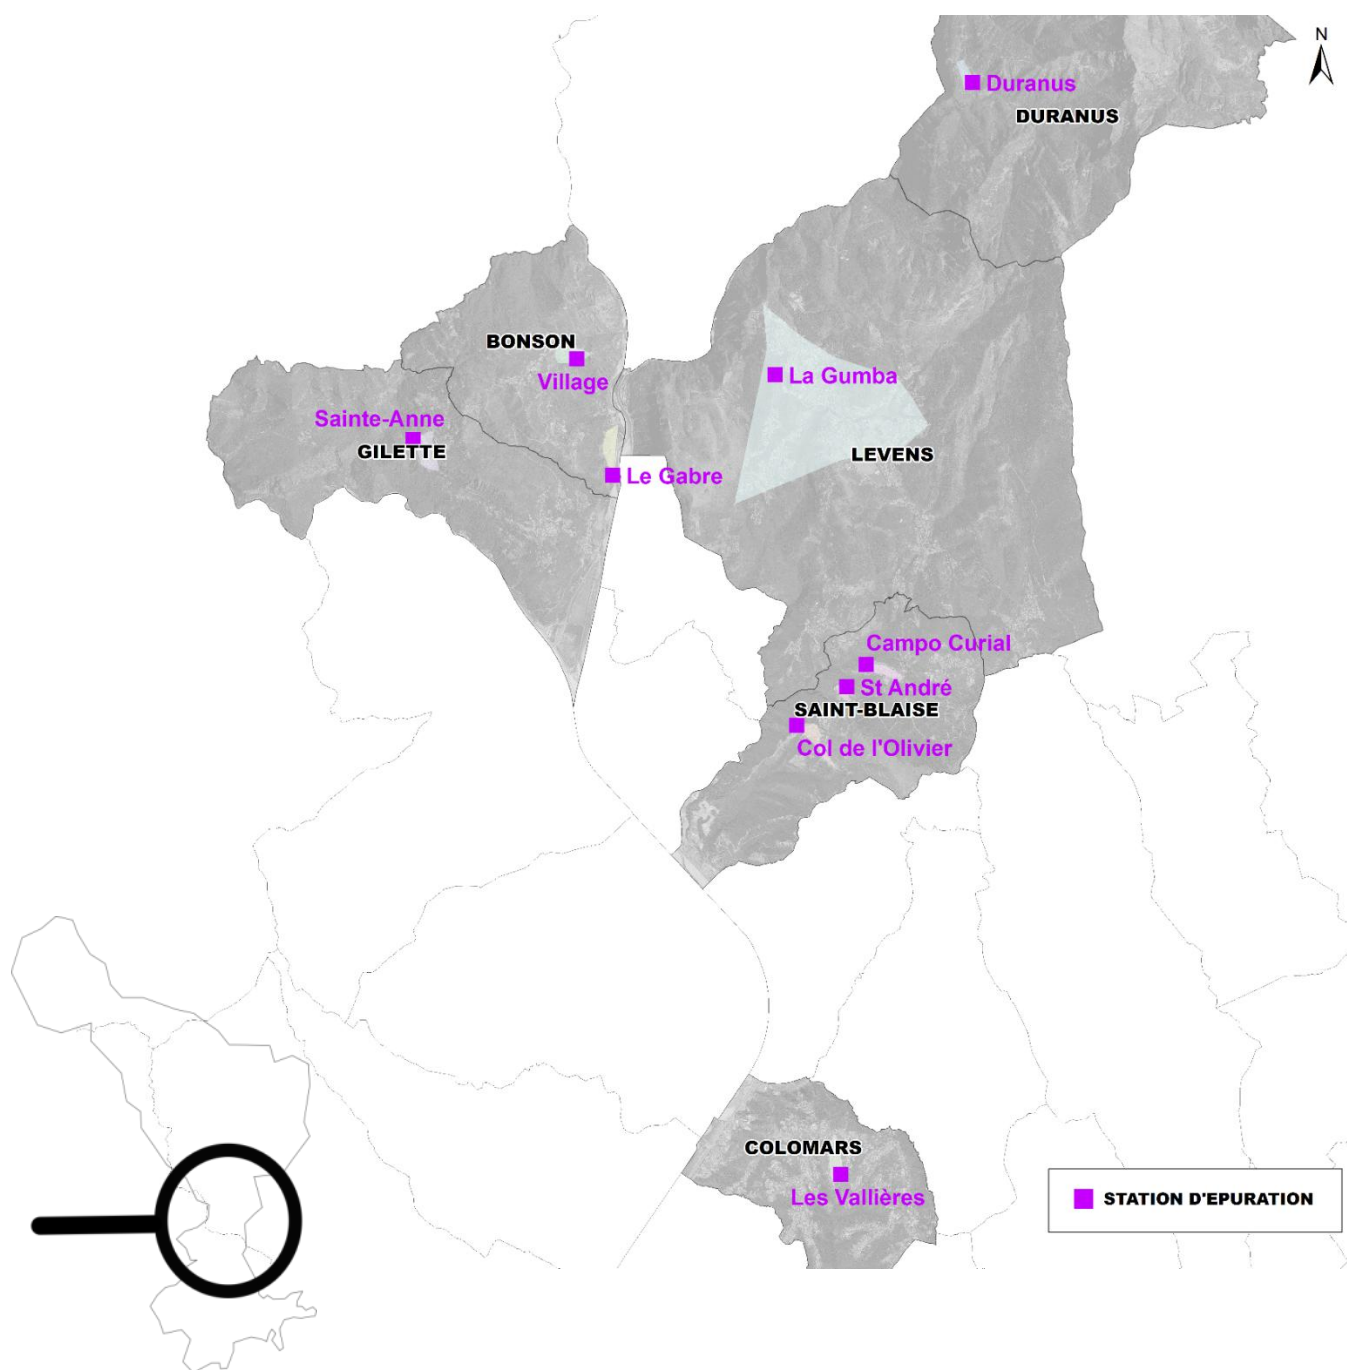 N
Duranus
DURANUS
BONSON
Village
La Gumba
Sainte-Anne
GILETTE
LEVENS
Le Gabre
Campo Curial
St André
SAINT-BLAISE
Col de l'Olivier
COLOMARS
Les Vallières
STATION D'EPURATION